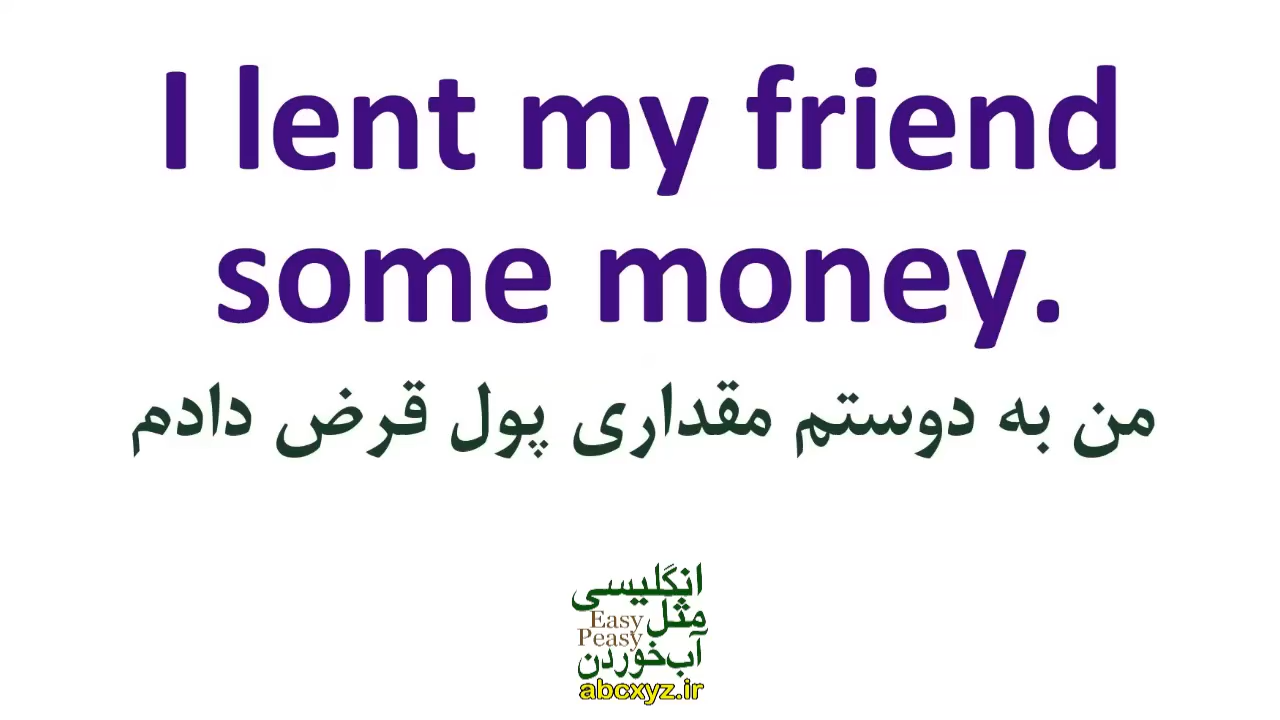 I lent my friend
some money.
من به دوستم مقداری پول قرض دادم
انگلیسی
مثل
Easy
Peasy
آب‌خوردن
abcxyz.ir